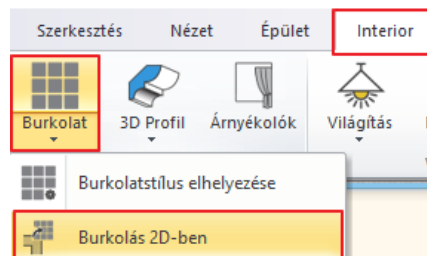 Szerkesztés Nézet Épület Interior
Burkolat 3D Profil Árnyékolók Világítás
Burkolatstílus elhelyezése
Burkolás 2D-ben